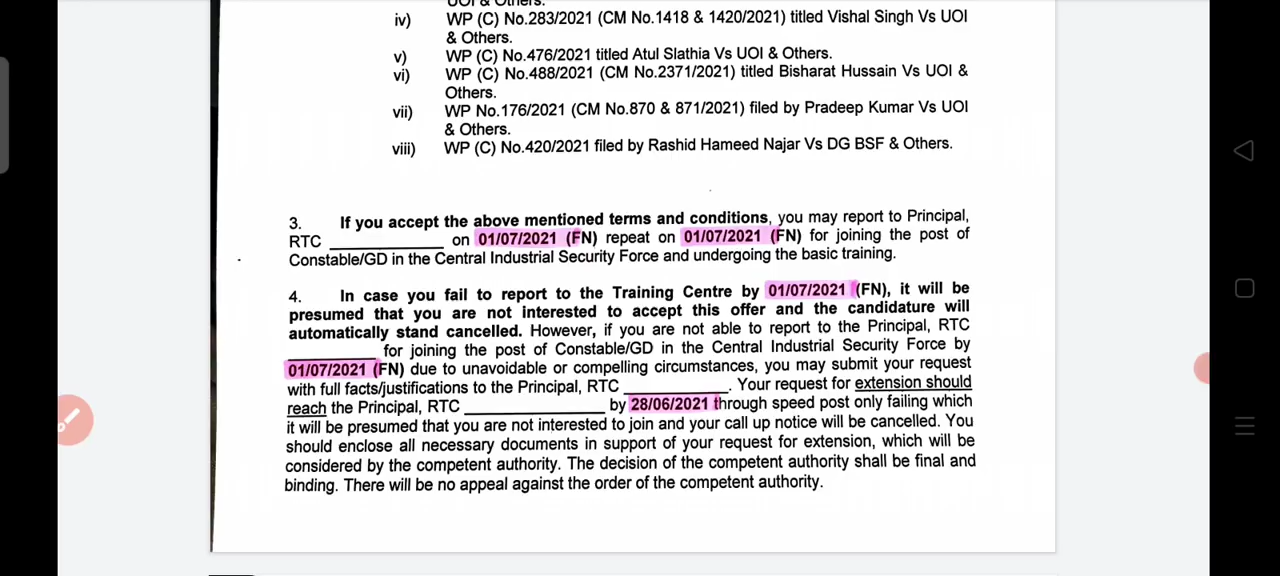 UOI & Others.
iv) WP (C) No.283/2021 (CM No.1418 & 1420/2021) titled Vishal Singh Vs UOI
& Others.
v) WP (C) No.476/2021 titled Atul Slathia Vs UOI & Others.
vi) WP (C) No.488/2021 (CM No.2371/2021) titled Bisharat Hussain Vs UOI &
Others.
vii) WP No.176/2021 (CM No.870 & 871/2021) filed by Pradeep Kumar Vs UOI
& Others.
viii) WP (C) No.420/2021 filed by Rashid Hameed Najar Vs DG BSF & Others.
3. If you accept the above mentioned terms and conditions, you may report to Principal,
RTC ____________ on 01/07/2021 (FN) repeat on 01/07/2021 (FN) for joining the post of
Constable/GD in the Central Industrial Security Force and undergoing the basic training.
4. In case you fail to report to the Training Centre by 01/07/2021 (FN), it will be
presumed that you are not interested to accept this offer and the candidature will
automatically stand cancelled. However, if you are not able to report to the Principal, RTC
__________ for joining the post of Constable/GD in the Central Industrial Security Force by
01/07/2021 (FN) due to unavoidable or compelling circumstances, you may submit your request
with full facts/justifications to the Principal, RTC ____________. Your request for extension should
reach the Principal, RTC ________________ by 28/06/2021 through speed post only failing which
it will be presumed that you are not interested to join and your call up notice will be cancelled. You
should enclose all necessary documents in support of your request for extension, which will be
considered by the competent authority. The decision of the competent authority shall be final and
binding. There will be no appeal against the order of the competent authority.